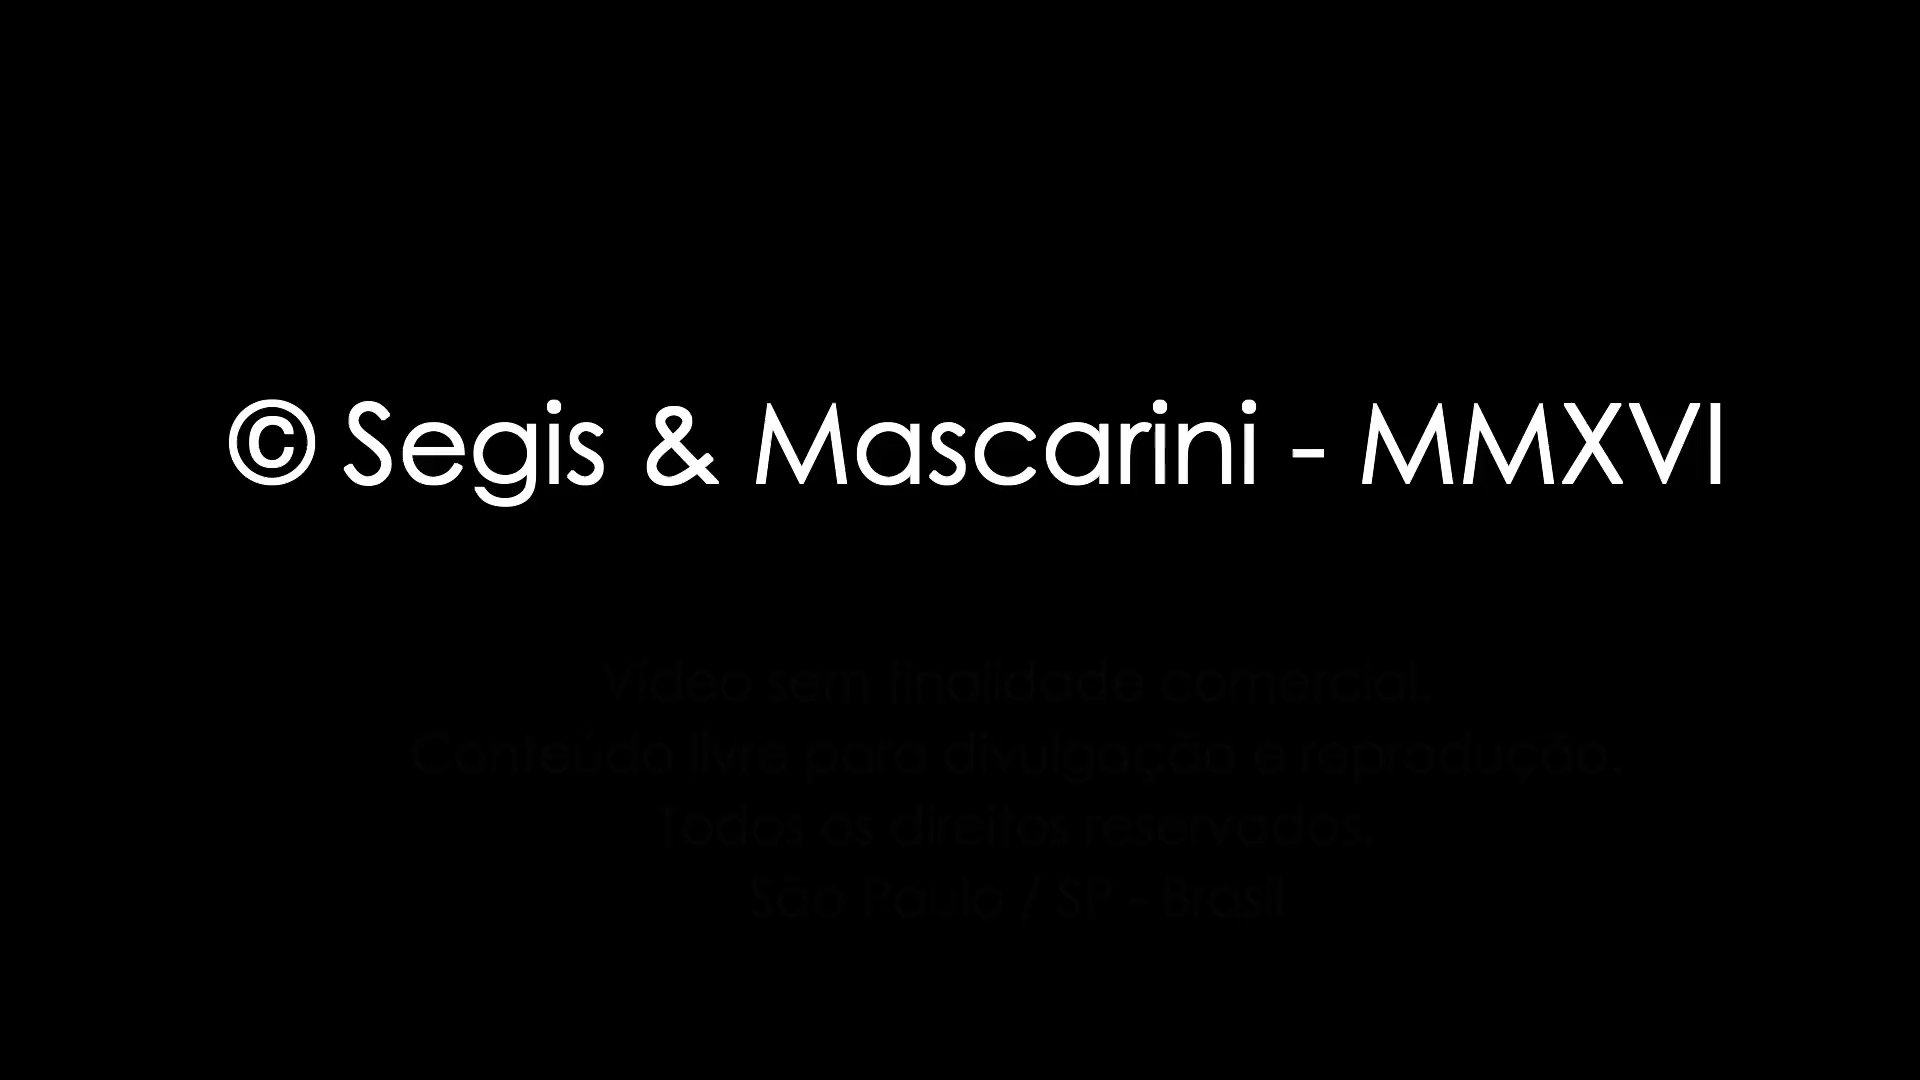 © Segis & Mascarini - MMXVI
Vídeo sem finalidade comercial.
Conteúdo livre para divulgação e reprodução.
Todos os direitos reservados.
São Paulo / SP - Brasil